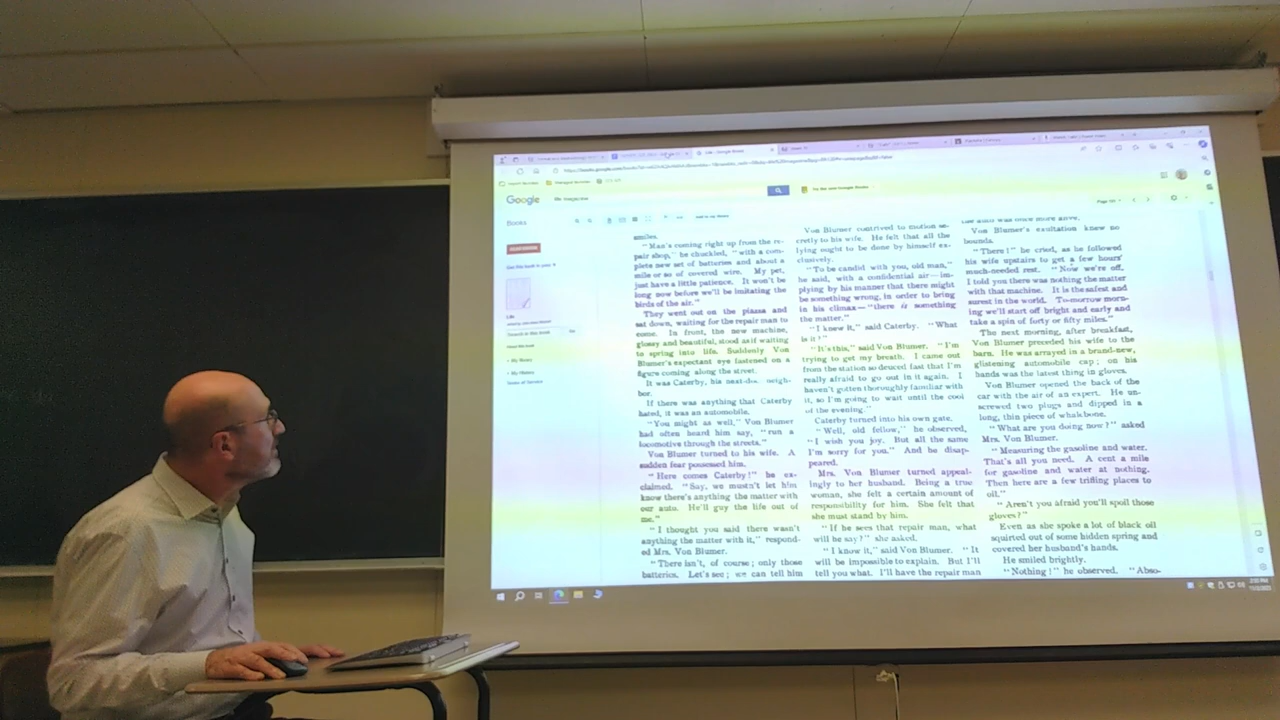 Google
Books
Add to my library
Get this book in print
Life
My library
My History
Terms of Service
smiles.
"Man's coming right up from the re-
pair shop," he chuckled, "with a com-
plete new set of batteries and about a
mile or so of covered wire. My pet,
just have a little patience. It won't be
long now before we'll be imitating the
birds of the air."
They went out on the piazza and
sat down, waiting for the repair man to
come. In front, the new machine,
glossy and beautiful, stood as if waiting
to spring into life. Suddenly Von
Blumer's expectant eye fastened on a
figure coming along the street.
It was Caterby, his next-door neigh-
bor.
If there was anything that Caterby
hated, it was an automobile.
"You might as well," Von Blumer
had often heard him say, "run a
locomotive through the streets."
Von Blumer turned to his wife. A
sudden fear possessed him.
"Here comes Caterby!" he ex-
claimed. "Say, we mustn't let him
know there's anything the matter with
our auto. He'll guy the life out of
me."
"I thought you said there wasn't
anything the matter with it," respond-
ed Mrs. Von Blumer.
"There isn't, of course; only those
batteries. Let's see; we can tell him
Von Blumer contrived to motion se-
cretly to his wife. He felt that all the
lying ought to be done by himself ex-
clusively.
"To be candid with you, old man,"
he said, with a confidential air—im-
plying by his manner that there might
be something wrong, in order to bring
in his climax—"there is something
the matter."
"I knew it," said Caterby. "What
is it?"
"It's this," said Von Blumer. "I'm
trying to get my breath. I came out
from the station so deuced fast that I'm
really afraid to go out in it again. I
haven't gotten thoroughly familiar with
it, so I'm going to wait until the cool
of the evening."
Caterby turned into his own gate.
"Well, old fellow," he observed,
"I wish you joy. But all the same
I'm sorry for you." And he disap-
peared.
Mrs. Von Blumer turned appeal-
ingly to her husband. Being a true
woman, she felt a certain amount of
responsibility for him. She felt that
she must stand by him.
"If he sees that repair man, what
will he say?" she asked.
"I know it," said Von Blumer. "It
will be impossible to explain. But I'll
tell you what. I'll have the repair man
Von Blumer's exultation knew no
bounds.
"There!" he cried, as he followed
his wife upstairs to get a few hours'
much-needed rest. "Now we're off.
I told you there was nothing the matter
with that machine. It is the safest and
surest in the world. To-morrow morn-
ing we'll start off bright and early and
take a spin of forty or fifty miles."
The next morning, after breakfast,
Von Blumer preceded his wife to the
barn. He was arrayed in a brand-new,
glistening automobile cap; on his
hands was the latest thing in gloves.
Von Blumer opened the back of the
car with the air of an expert. He un-
screwed two plugs and dipped in a
long, thin piece of whalebone.
"What are you doing now?" asked
Mrs. Von Blumer.
"Measuring the gasoline and water.
That's all you need. A cent a mile
for gasoline and water at nothing.
Then here are a few trifling places to
oil."
"Aren't you afraid you'll spoil those
gloves?"
Even as she spoke a lot of black oil
squirted out of some hidden spring and
covered her husband's hands.
He smiled brightly.
"Nothing!" he observed. "Abso-